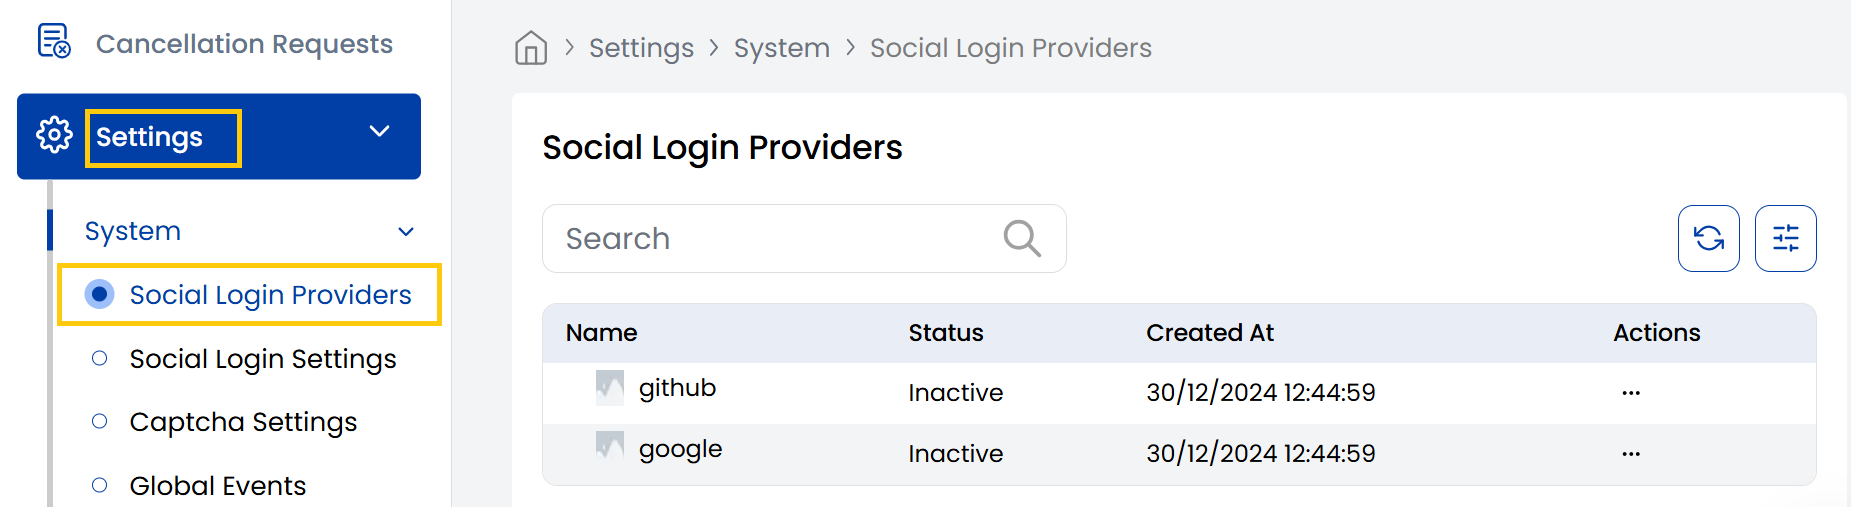 Cancellation Requests
Settings
System
Social Login Providers
Social Login Settings
Captcha Settings
Global Events
Settings > System > Social Login Providers
Social Login Providers
Search
Name Status Created At Actions
github Inactive 30/12/2024 12:44:59 ...
google Inactive 30/12/2024 12:44:59 ...